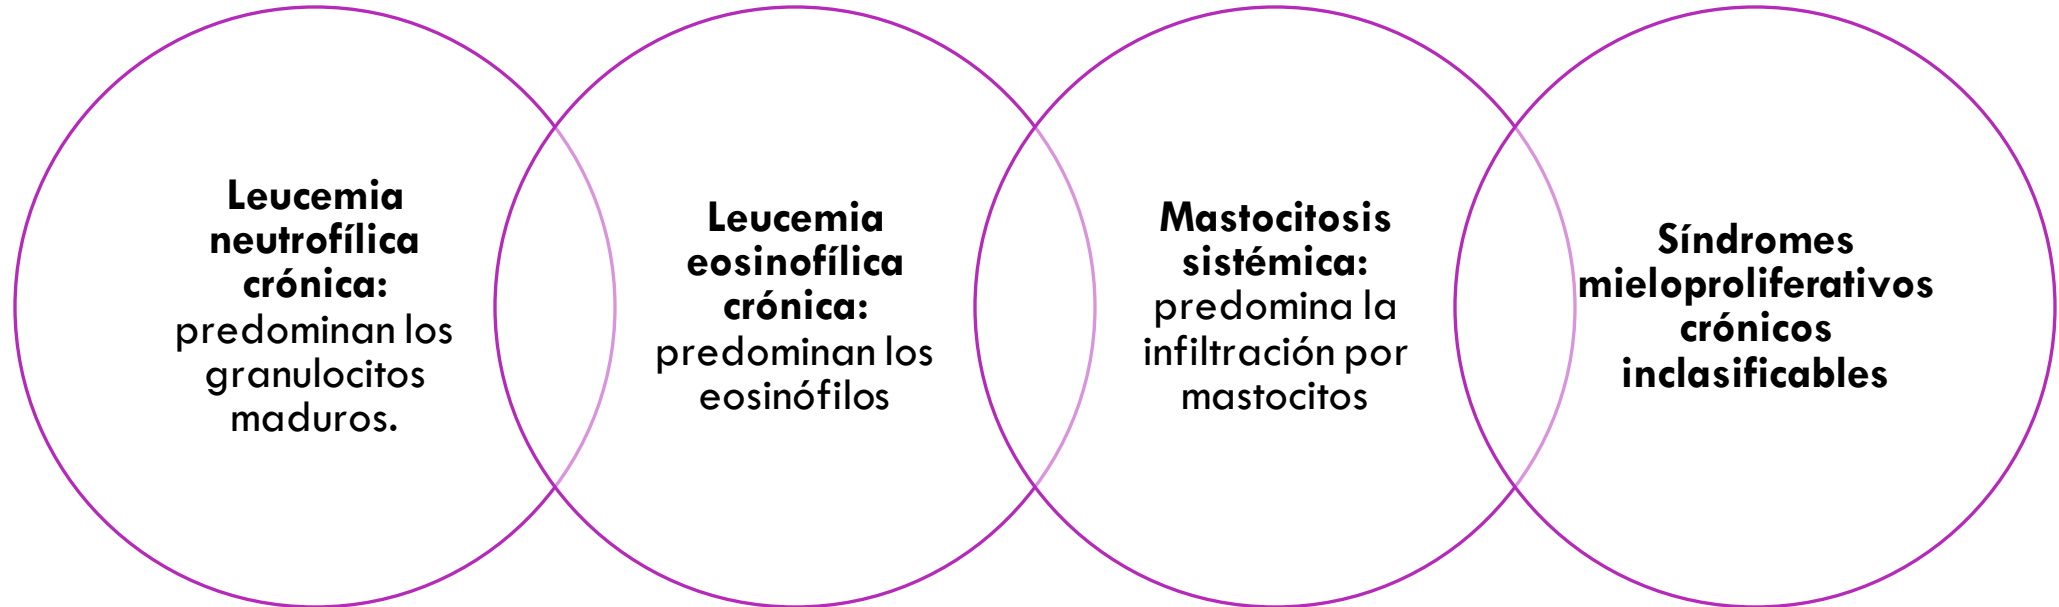 Leucemia
neutrofílica
crónica:
predominan los
granulocitos
maduros.
Leucemia
eosinofílica
crónica:
predominan los
eosinófilos
Mastocitosis
sistémica:
predomina la
infiltración por
mastocitos
Síndromes
mieloproliferativos
crónicos
inclasificables